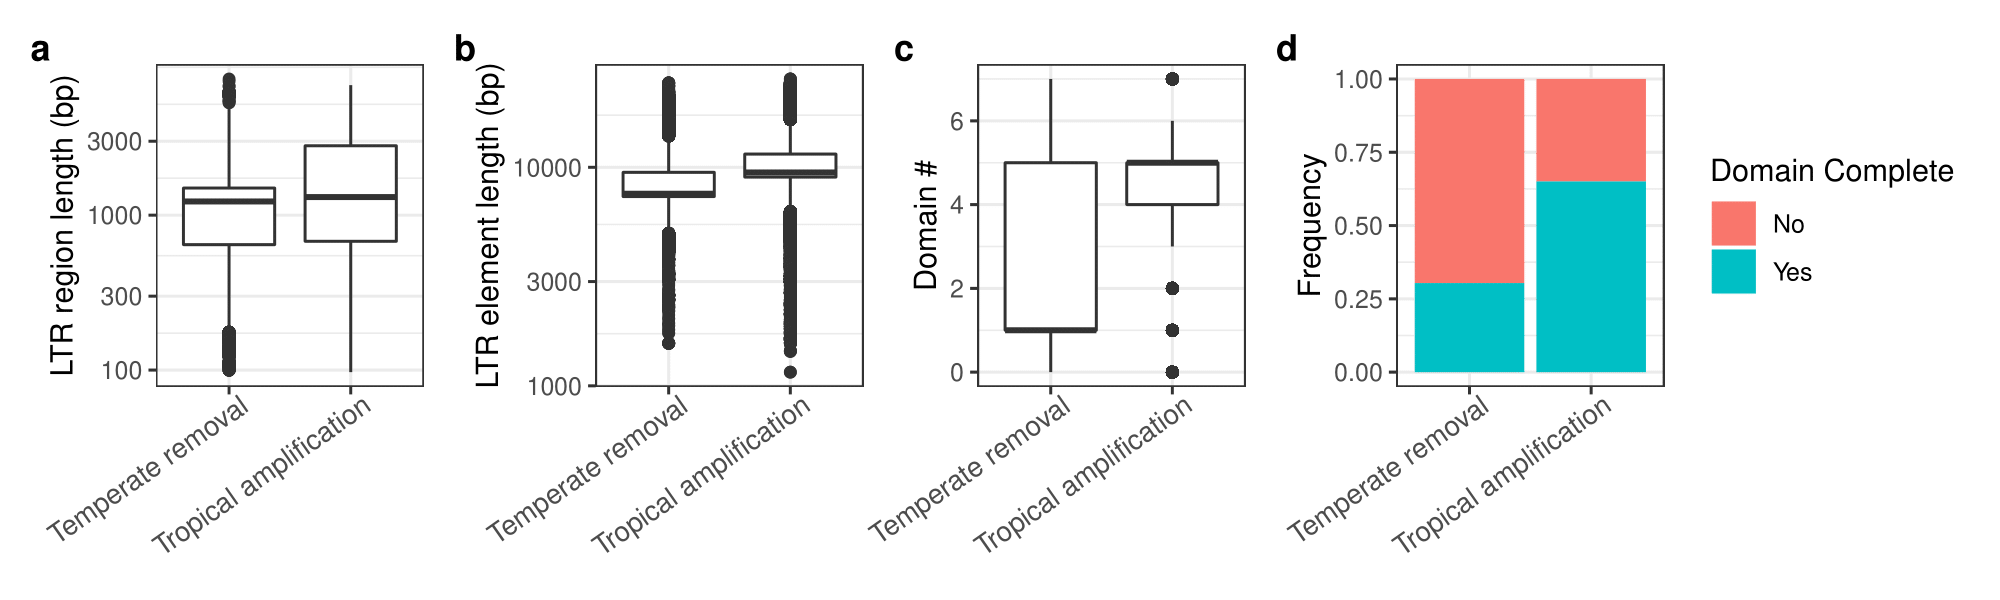 a
LTR region length (bp)
3000
1000
300
100
Temperate removal
Tropical amplification
b
LTR element length (bp)
10000
3000
1000
Temperate removal
Tropical amplification
c
Domain #
6
4
2
0
Temperate removal
Tropical amplification
d
Frequency
1.00
0.75
0.50
0.25
0.00
Temperate removal
Tropical amplification
Domain Complete
No
Yes